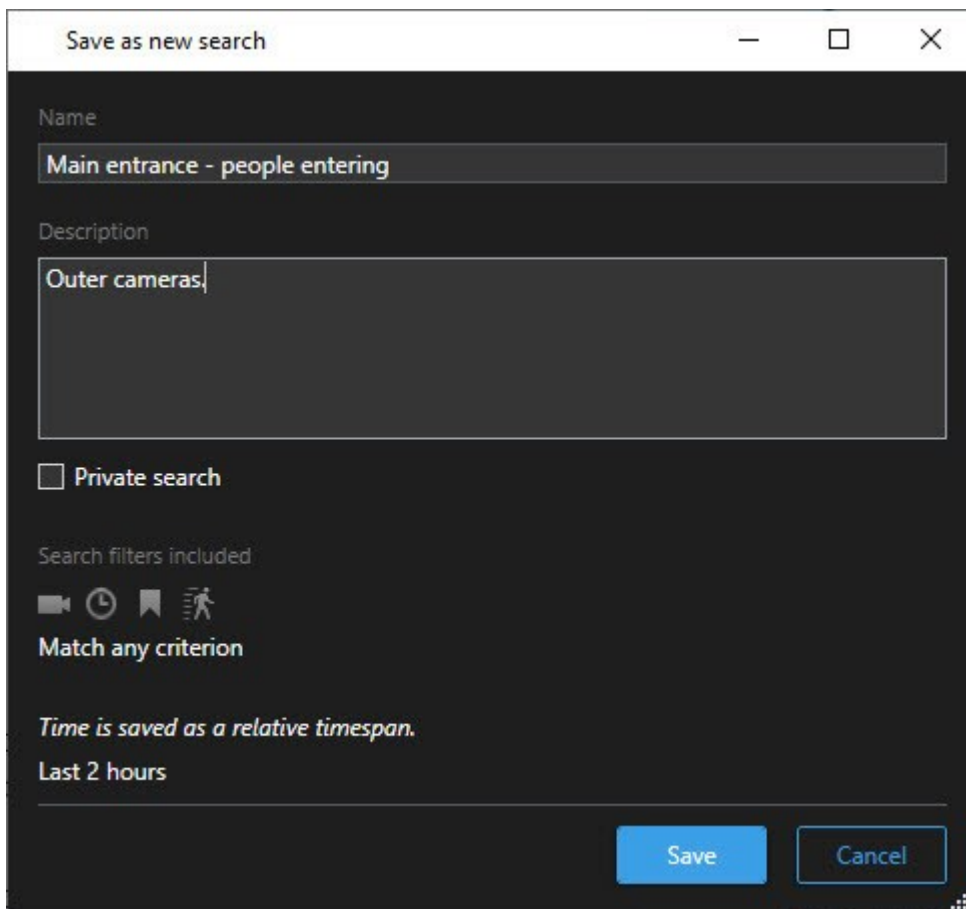 Save as new search
Name
Main entrance - people entering
Description
Outer cameras.
Private search
Search filters included
Match any criterion
Time is saved as a relative timespan.
Last 2 hours
Save
Cancel